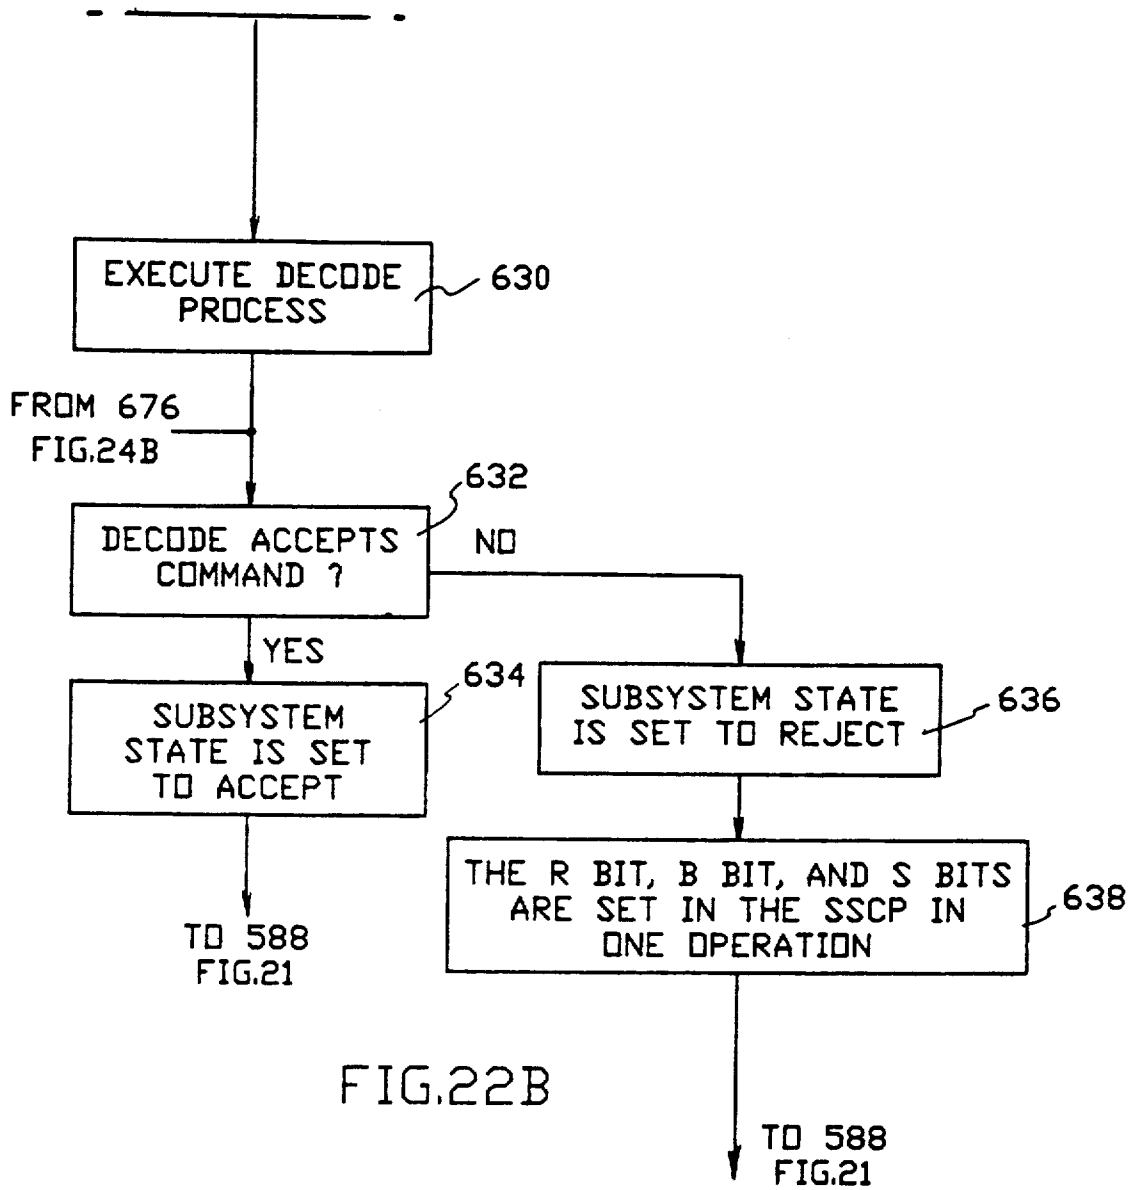 EXECUTE DECODE
PROCESS
630
FROM 676
FIG.24B
632
DECODE ACCEPTS
COMMAND ?
NO
YES
634
SUBSYSTEM
STATE IS SET
TO ACCEPT
SUBSYSTEM STATE
IS SET TO REJECT
636
THE R BIT, B BIT, AND S BITS
ARE SET IN THE SSCP IN
ONE OPERATION
638
TO 588
FIG.21
FIG.22B
TO 588
FIG.21